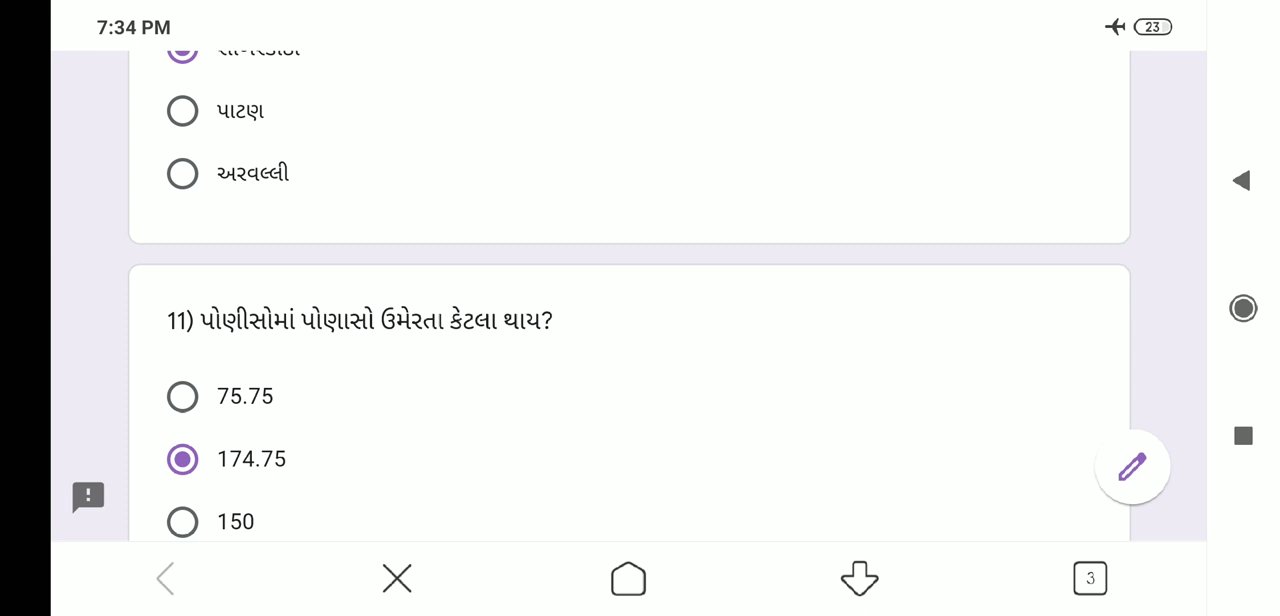 7:34 PM
23
પાટણ
અરવલ્લી
11) પોણીસોમાં પોણાસો ઉમેરતા કેટલા થાય?
75.75
174.75
150
3